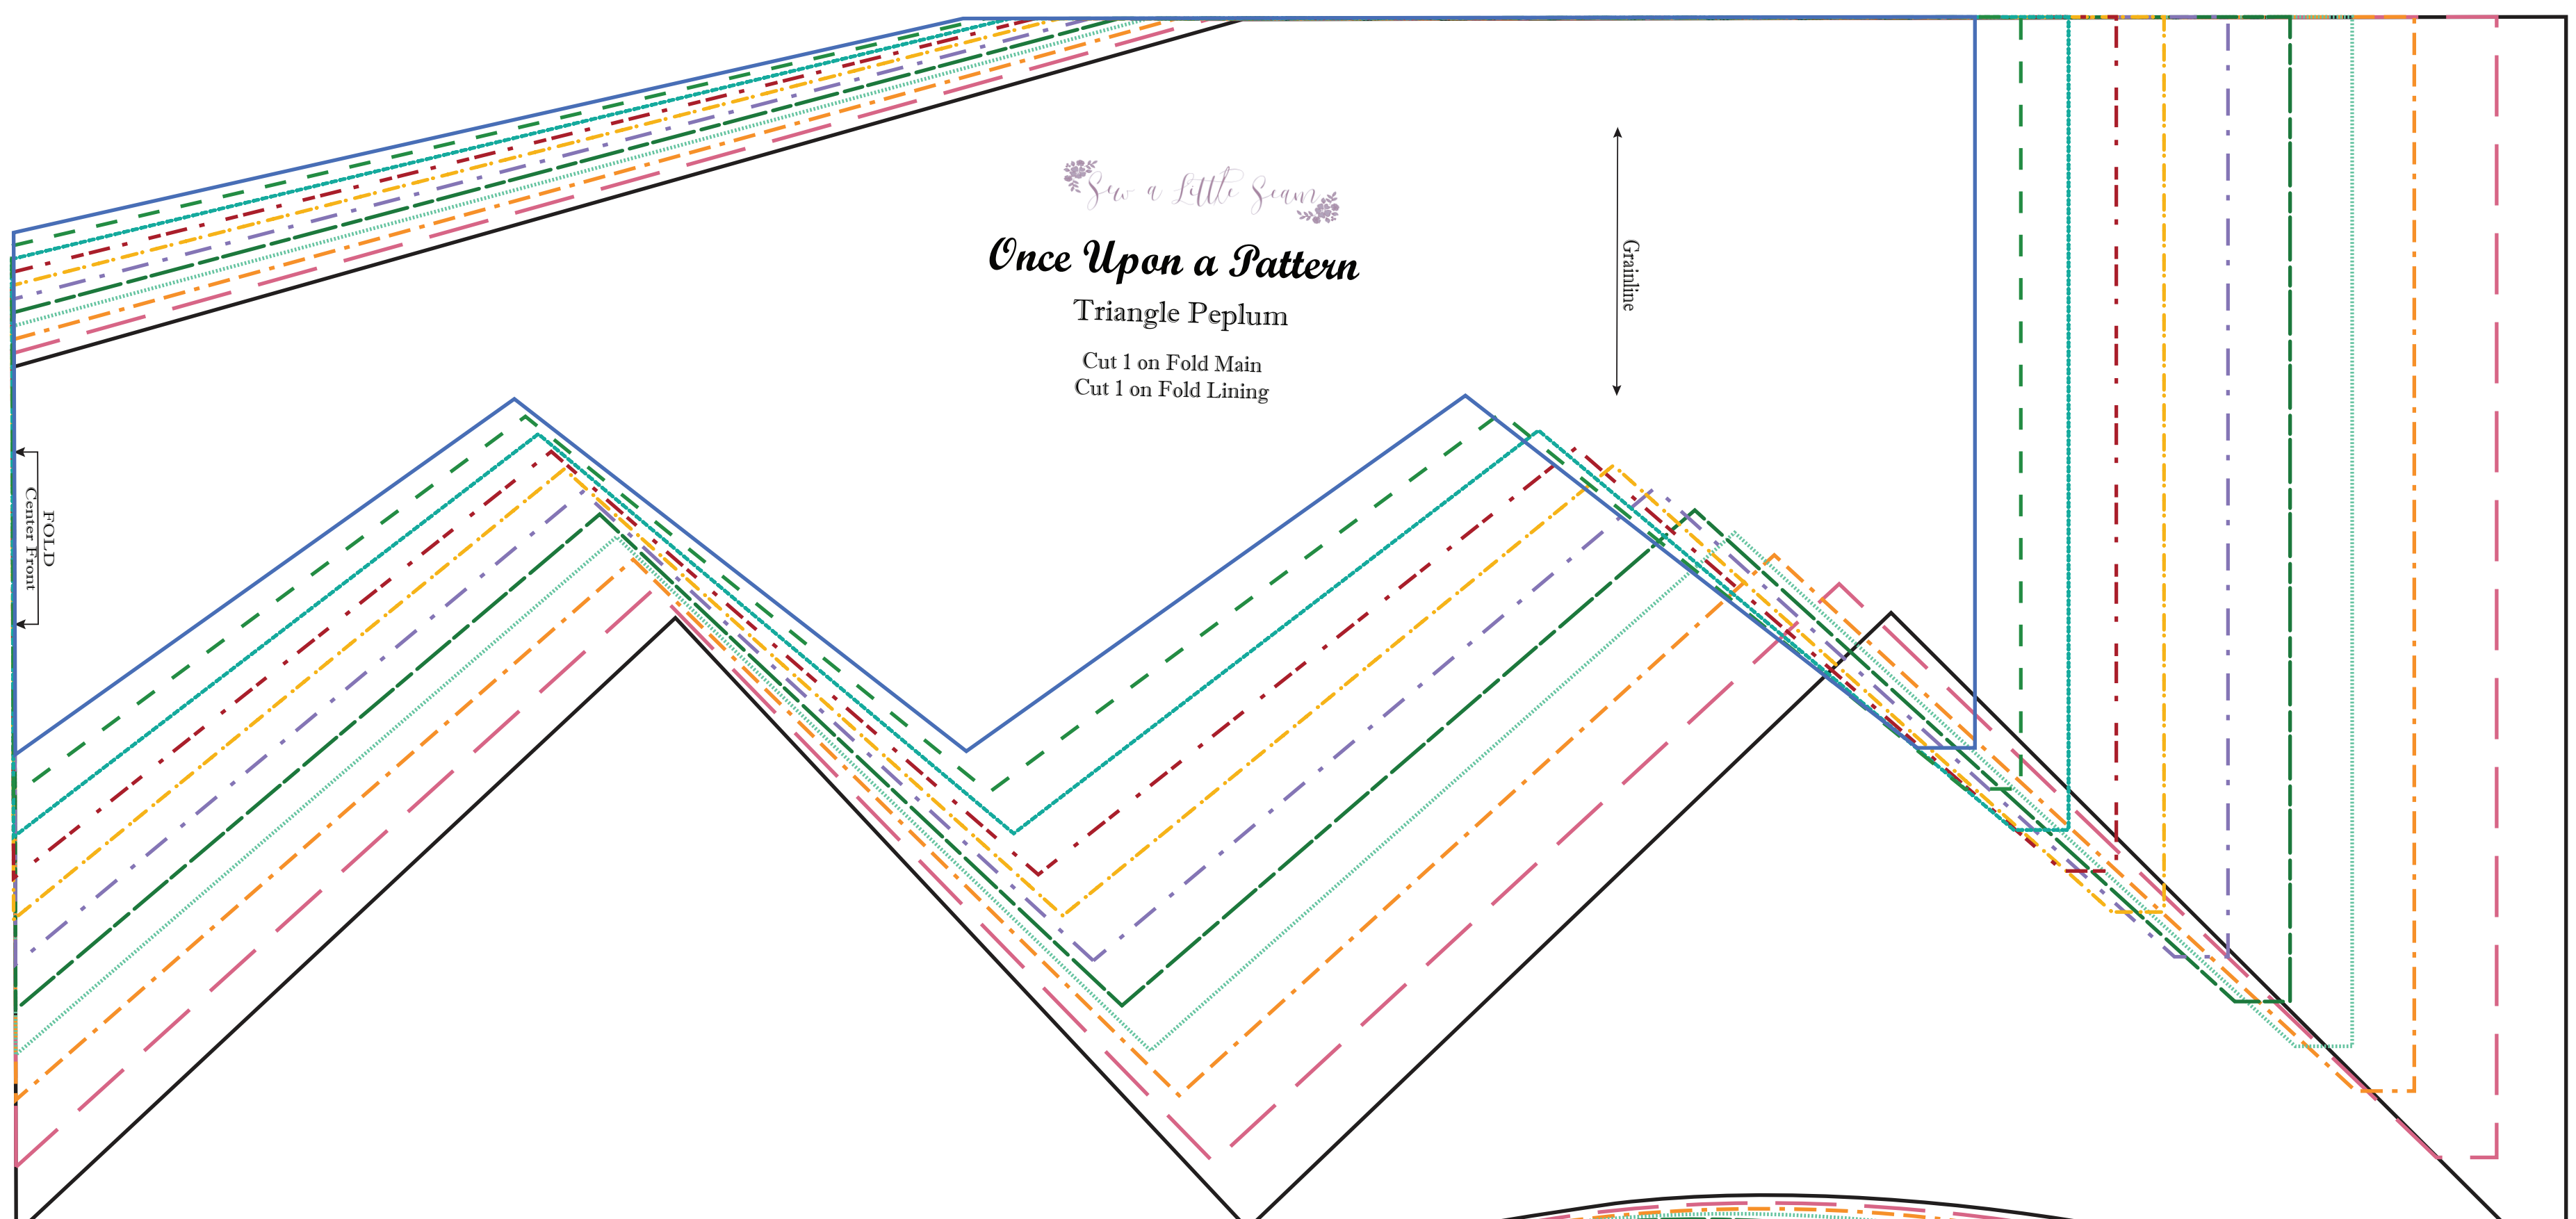 Sew a Little Seam
Once Upon a Pattern
Triangle Peplum
Cut 1 on Fold Main
Cut 1 on Fold Lining
Grainline
FOLD
Center Front